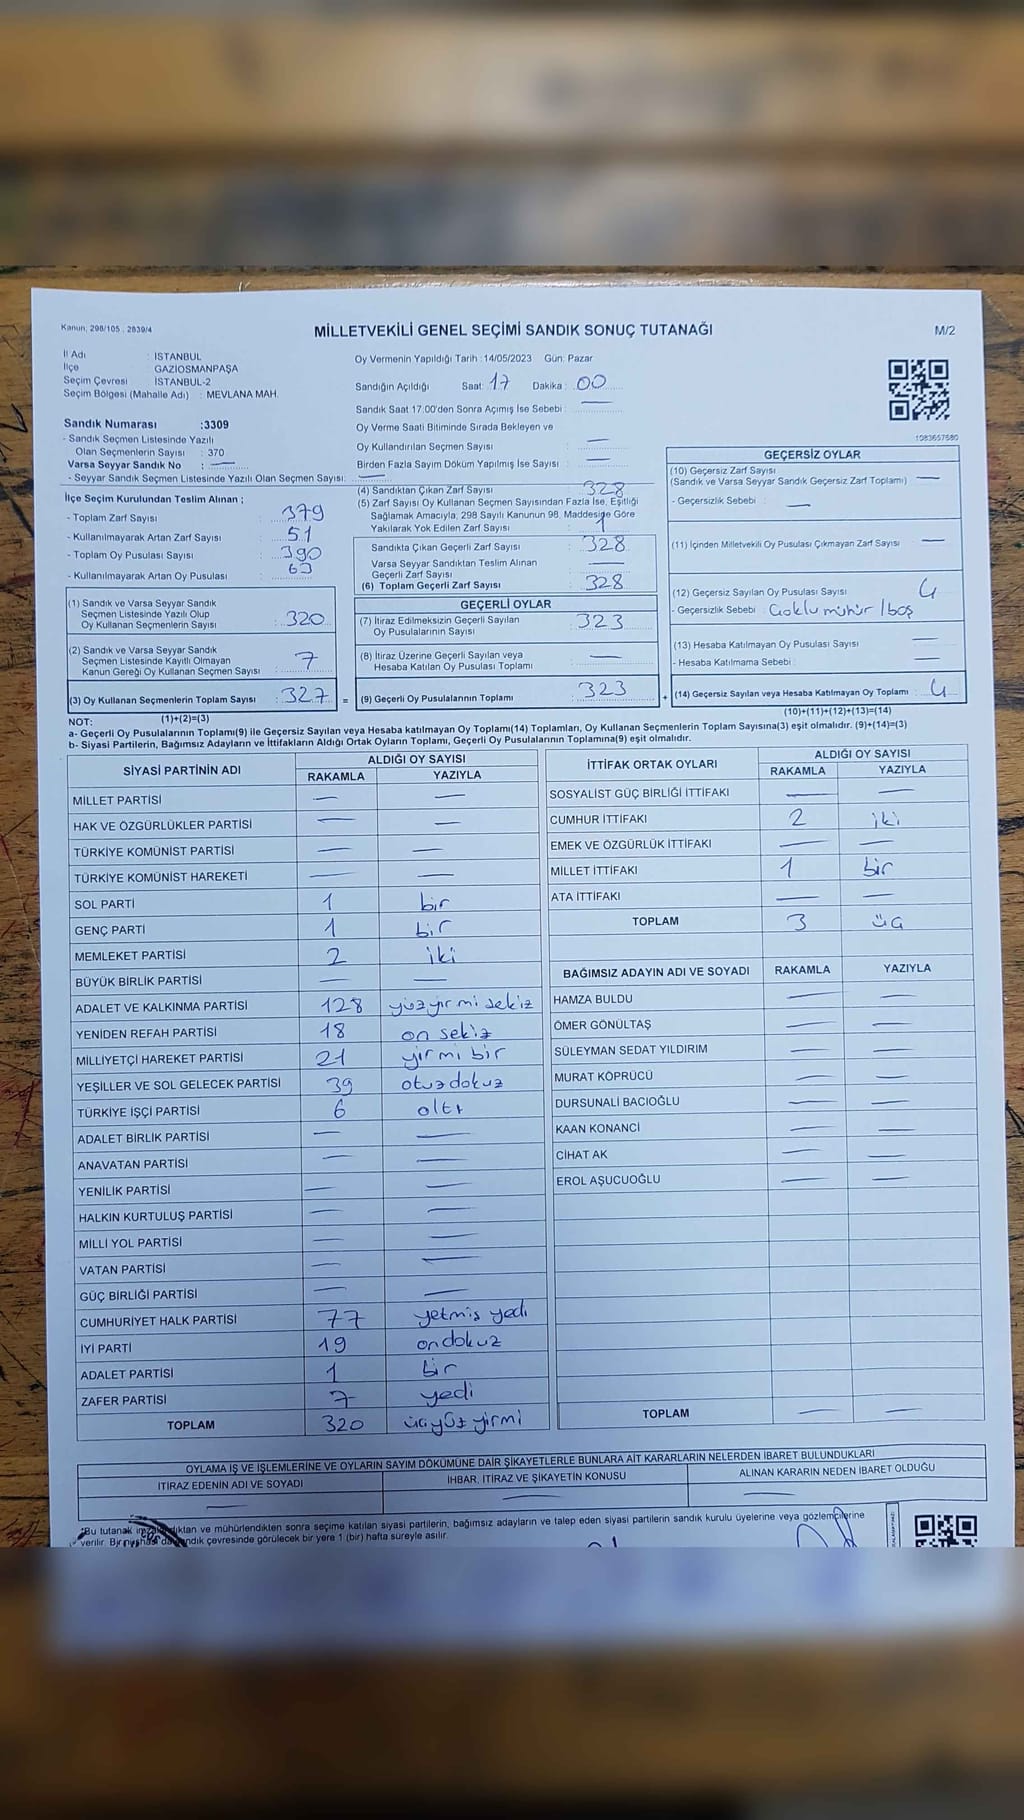 Kanun, 298/105 , 2839/4
MİLLETVEKİLİ GENEL SEÇİMİ SANDIK SONUÇ TUTANAĞI
M/2
İl Adı : İSTANBUL
İlçe : GAZİOSMANPAŞA
Seçim Çevresi : İSTANBUL-2
Seçim Bölgesi (Mahalle Adı) : MEVLANA MAH.
Oy Vermenin Yapıldığı Tarih :14/05/2023 Gün: Pazar
Sandığın Açıldığı Saat: 17 Dakika : 00
Sandık Saat 17:00'den Sonra Açımış İse Sebebi : —
Oy Verme Saati Bitiminde Sırada Bekleyen ve
Oy Kullandırılan Seçmen Sayısı —
Birden Fazla Sayım Döküm Yapılmış İse Sayısı : —
Sandık Numarası :3309
- Sandık Seçmen Listesinde Yazılı
Olan Seçmenlerin Sayısı : 370
Varsa Seyyar Sandık No : —
- Seyyar Sandık Seçmen Listesinde Yazılı Olan Seçmen Sayısı: —
1083657680
İlçe Seçim Kurulundan Teslim Alınan ;
- Toplam Zarf Sayısı : 379
- Kullanılmayarak Artan Zarf Sayısı : 51
- Toplam Oy Pusulası Sayısı : 390
- Kullanılmayarak Artan Oy Pusulası : 63
(4) Sandıktan Çıkan Zarf Sayısı : 328
(5) Zarf Sayısı Oy Kullanan Seçmen Sayısından Fazla İse, Eşitliği
Sağlamak Amacıyla, 298 Sayılı Kanunun 98. Maddesine Göre
Yakılarak Yok Edilen Zarf Sayısı : 1
Sandıkta Çıkan Geçerli Zarf Sayısı : 328
Varsa Seyyar Sandıktan Teslim Alınan
Geçerli Zarf Sayısı : —
(6) Toplam Geçerli Zarf Sayısı : 328
GEÇERSİZ OYLAR
(10) Geçersiz Zarf Sayısı
(Sandık ve Varsa Seyyar Sandık Geçersiz Zarf Toplamı) —
- Geçersizlik Sebebi : —
(11) İçinden Milletvekili Oy Pusulası Çıkmayan Zarf Sayısı —
(12) Geçersiz Sayılan Oy Pusulası Sayısı : 4
- Geçersizlik Sebebi : Çoklu mühür / boş
(13) Hesaba Katılmayan Oy Pusulası Sayısı —
- Hesaba Katılmama Sebebi : —
(14) Geçersiz Sayılan veya Hesaba Katılmayan Oy Toplamı : 4
(10)+(11)+(12)+(13)=(14)
(1) Sandık ve Varsa Seyyar Sandık
Seçmen Listesinde Yazılı Olup
Oy Kullanan Seçmenlerin Sayısı : 320
(2) Sandık ve Varsa Seyyar Sandık
Seçmen Listesinde Kayıtlı Olmayan
Kanun Gereği Oy Kullanan Seçmen Sayısı : 7
(3) Oy Kullanan Seçmenlerin Toplam Sayısı : 327 =
(1)+(2)=(3)
GEÇERLİ OYLAR
(7) İtiraz Edilmeksizin Geçerli Sayılan
Oy Pusulalarının Sayısı : 323
(8) İtiraz Üzerine Geçerli Sayılan veya
Hesaba Katılan Oy Pusulası Toplamı : —
(9) Geçerli Oy Pusulalarının Toplamı : 323 +
NOT:
a- Geçerli Oy Pusulalarının Toplamı(9) ile Geçersiz Sayılan veya Hesaba katılmayan Oy Toplamı(14) Toplamları, Oy Kullanan Seçmenlerin Toplam Sayısına(3) eşit olmalıdır. (9)+(14)=(3)
b- Siyasi Partilerin, Bağımsız Adayların ve İttifakların Aldığı Ortak Oyların Toplamı, Geçerli Oy Pusulalarının Toplamına(9) eşit olmalıdır.
SİYASİ PARTİNİN ADI ALDIĞI OY SAYISI
RAKAMLA YAZIYLA
MİLLET PARTİSİ — —
HAK VE ÖZGÜRLÜKLER PARTİSİ — —
TÜRKİYE KOMÜNİST PARTİSİ — —
TÜRKİYE KOMÜNİST HAREKETİ — —
SOL PARTİ 1 bir
GENÇ PARTİ 1 bir
MEMLEKET PARTİSİ 2 iki
BÜYÜK BİRLİK PARTİSİ — —
ADALET VE KALKINMA PARTİSİ 128 yüzyirmi sekiz
YENİDEN REFAH PARTİSİ 18 on sekiz
MİLLİYETÇİ HAREKET PARTİSİ 21 yirmi bir
YEŞİLLER VE SOL GELECEK PARTİSİ 39 otuzdokuz
TÜRKİYE İŞÇİ PARTİSİ 6 altı
ADALET BİRLİK PARTİSİ — —
ANAVATAN PARTİSİ — —
YENİLİK PARTİSİ — —
HALKIN KURTULUŞ PARTİSİ — —
MİLLİ YOL PARTİSİ — —
VATAN PARTİSİ — —
GÜÇ BİRLİĞİ PARTİSİ — —
CUMHURİYET HALK PARTİSİ 77 yetmiş yedi
İYİ PARTİ 19 ondokuz
ADALET PARTİSİ 1 bir
ZAFER PARTİSİ 7 yedi
TOPLAM 320 üçyüz yirmi
İTTİFAK ORTAK OYLARI ALDIĞI OY SAYISI
RAKAMLA YAZIYLA
SOSYALİST GÜÇ BİRLİĞİ İTTİFAKI — —
CUMHUR İTTİFAKI 2 iki
EMEK VE ÖZGÜRLÜK İTTİFAKI — —
MİLLET İTTİFAKI 1 bir
ATA İTTİFAKI — —
TOPLAM 3 üç
BAĞIMSIZ ADAYIN ADI VE SOYADI RAKAMLA YAZIYLA
HAMZA BULDU — —
ÖMER GÖNÜLTAŞ — —
SÜLEYMAN SEDAT YILDIRIM — —
MURAT KÖPRÜCÜ — —
DURSUNALİ BACIOĞLU — —
KAAN KONANCİ — —
CİHAT AK — —
EROL AŞUCUOĞLU — —
TOPLAM — —
OYLAMA İŞ VE İŞLEMLERİNE VE OYLARIN SAYIM DÖKÜMÜNE DAİR ŞİKAYETLERLE BUNLARA AİT KARARLARIN NELERDEN İBARET BULUNDUKLARI
İTİRAZ EDENİN ADI VE SOYADI İHBAR, İTİRAZ VE ŞİKAYETİN KONUSU ALINAN KARARIN NEDEN İBARET OLDUĞU
— — —
*Bu tutanak ktan ve mühürlendikten sonra seçime katılan siyasi partilerin, bağımsız adayların ve talep eden siyasi partilerin sandık kurulu üyelerine veya gözlemcilerine
verilir. Bir ndık çevresinde görülecek bir yere 1 (bir) hafta süreyle asılır.